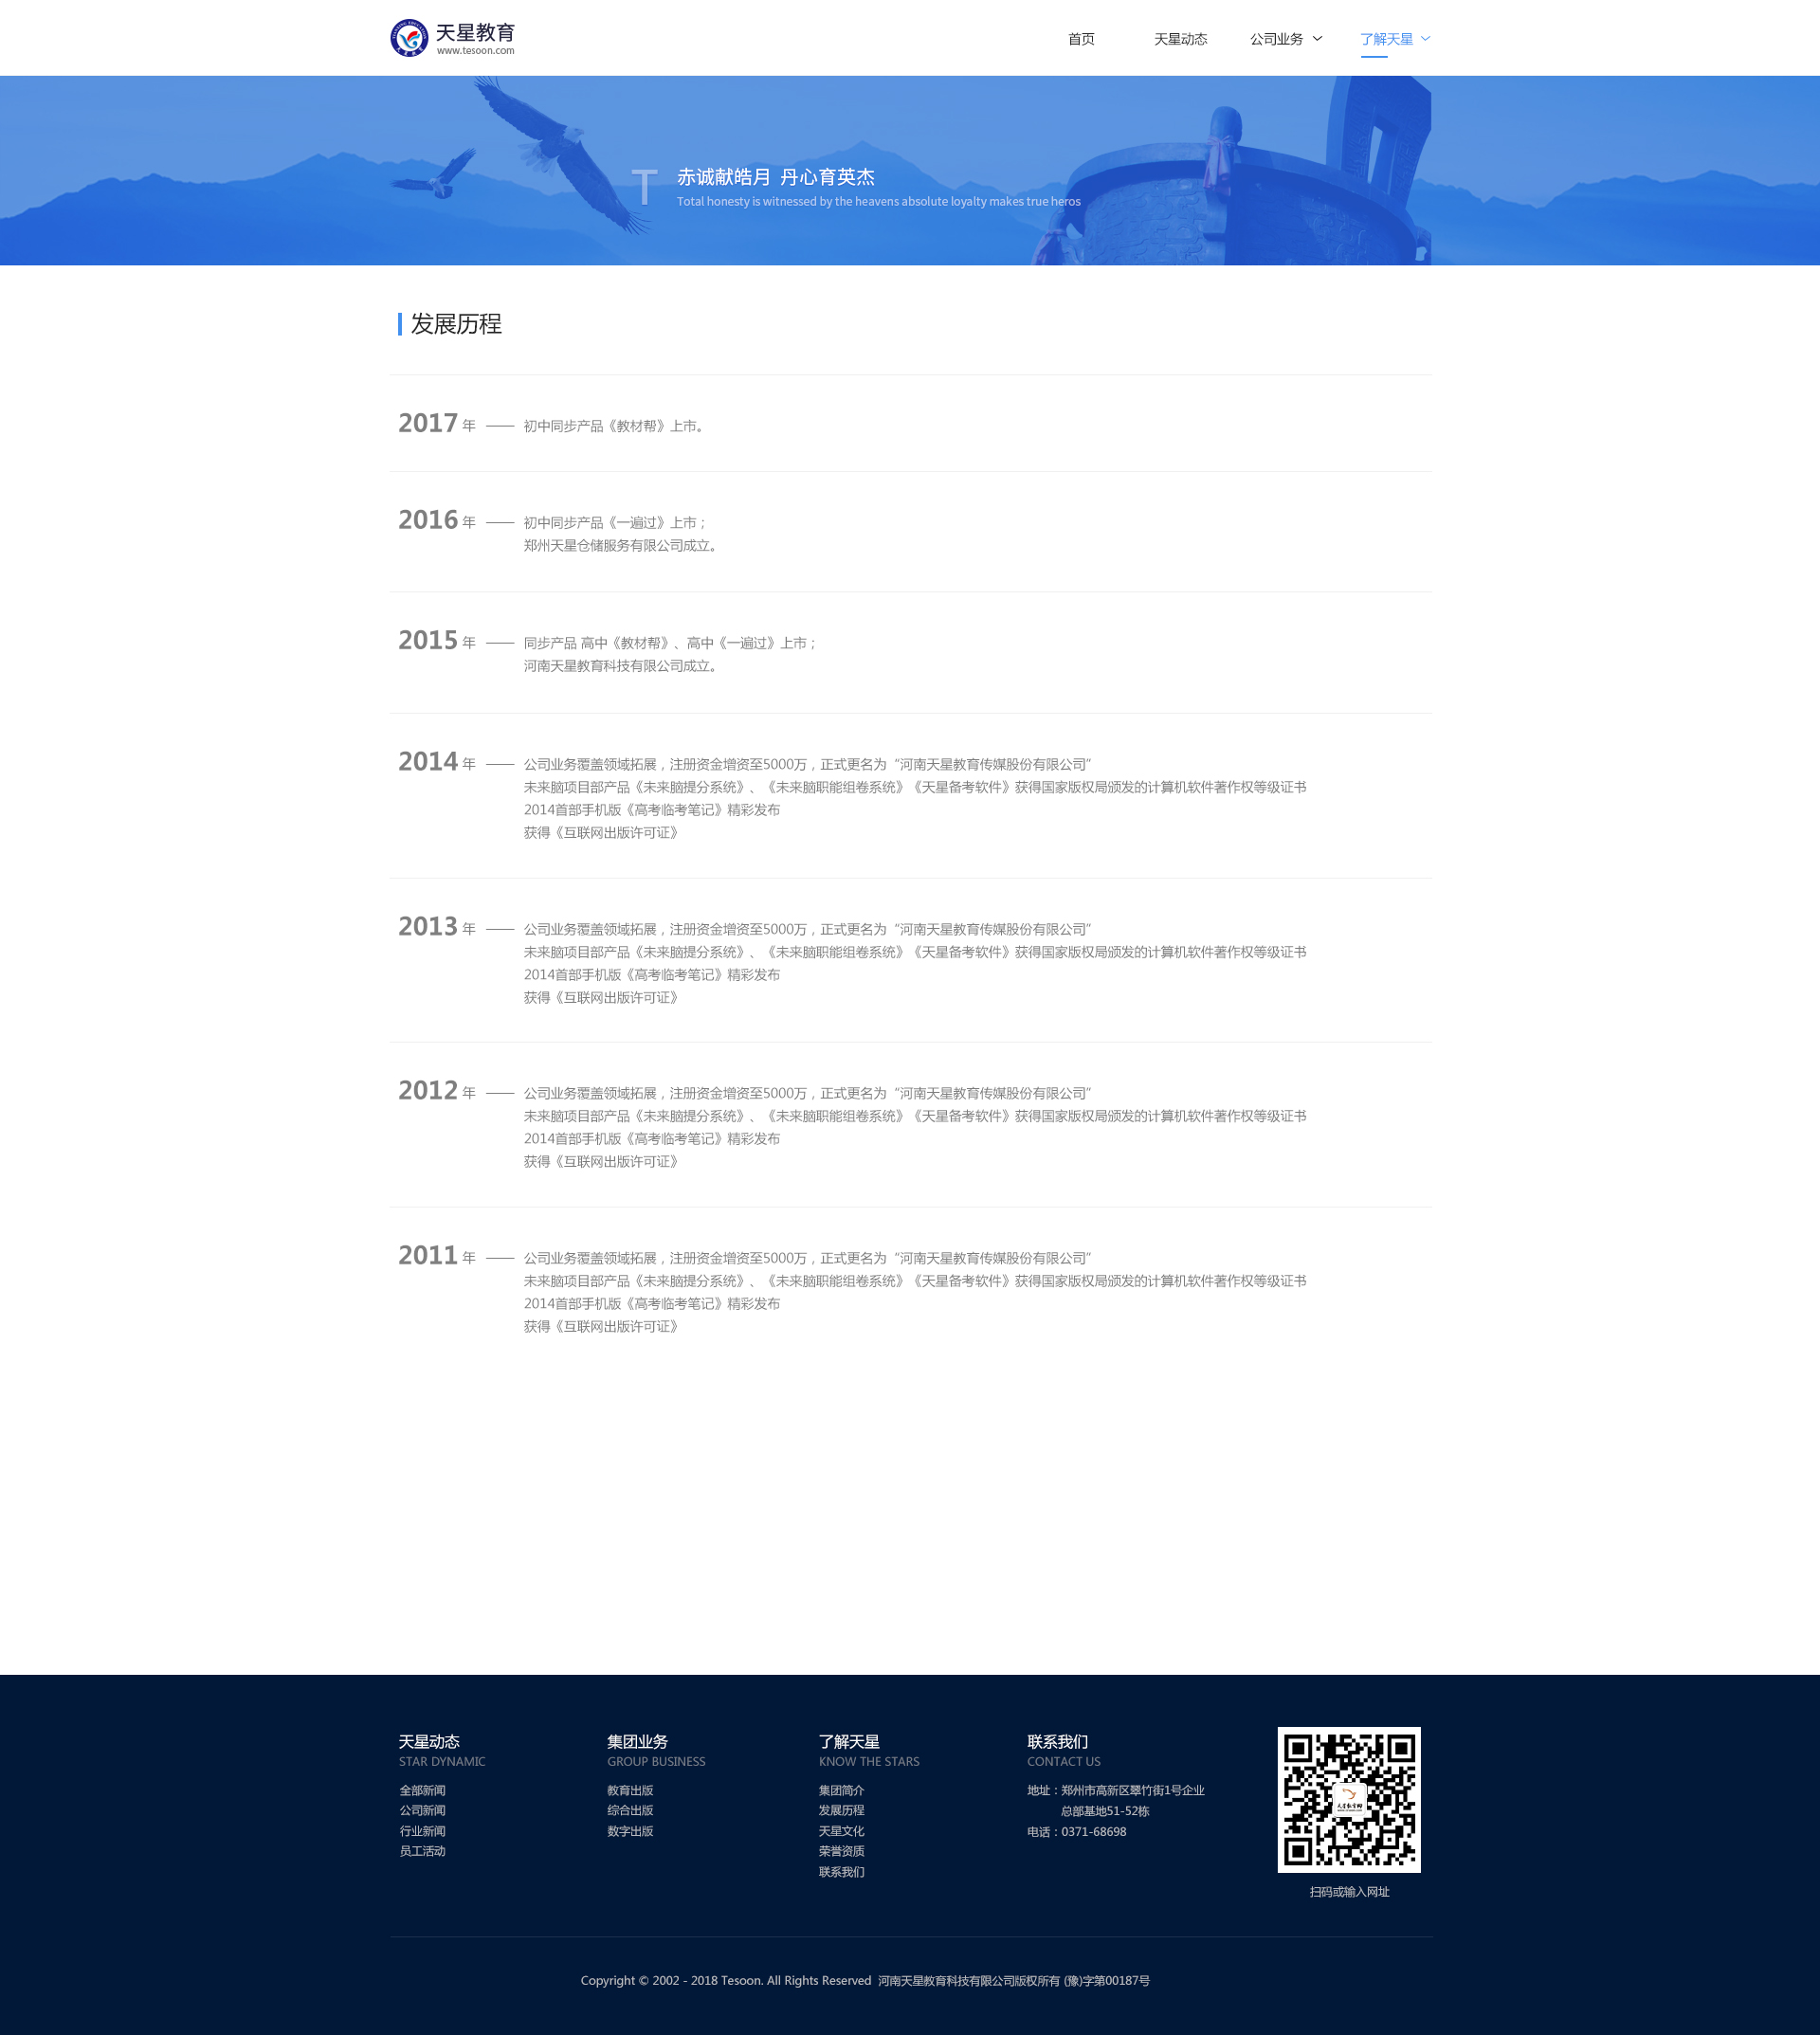 天星教育
www.tesoon.com
首页 天星动态 公司业务 了解天星
T
赤诚献皓月 丹心育英杰
Total honesty is witnessed by the heavens absolute loyalty makes true heros
发展历程
2017 年 —— 初中同步产品《教材帮》上市。
2016 年 —— 初中同步产品《一遍过》上市；
郑州天星仓储服务有限公司成立。
2015 年 —— 同步产品 高中《教材帮》、高中《一遍过》上市；
河南天星教育科技有限公司成立。
2014 年 —— 公司业务覆盖领域拓展，注册资金增资至5000万，正式更名为“河南天星教育传媒股份有限公司”
未来脑项目部产品《未来脑提分系统》、《未来脑职能组卷系统》《天星备考软件》获得国家版权局颁发的计算机软件著作权等级证书
2014首部手机版《高考临考笔记》精彩发布
获得《互联网出版许可证》
2013 年 —— 公司业务覆盖领域拓展，注册资金增资至5000万，正式更名为“河南天星教育传媒股份有限公司”
未来脑项目部产品《未来脑提分系统》、《未来脑职能组卷系统》《天星备考软件》获得国家版权局颁发的计算机软件著作权等级证书
2014首部手机版《高考临考笔记》精彩发布
获得《互联网出版许可证》
2012 年 —— 公司业务覆盖领域拓展，注册资金增资至5000万，正式更名为“河南天星教育传媒股份有限公司”
未来脑项目部产品《未来脑提分系统》、《未来脑职能组卷系统》《天星备考软件》获得国家版权局颁发的计算机软件著作权等级证书
2014首部手机版《高考临考笔记》精彩发布
获得《互联网出版许可证》
2011 年 —— 公司业务覆盖领域拓展，注册资金增资至5000万，正式更名为“河南天星教育传媒股份有限公司”
未来脑项目部产品《未来脑提分系统》、《未来脑职能组卷系统》《天星备考软件》获得国家版权局颁发的计算机软件著作权等级证书
2014首部手机版《高考临考笔记》精彩发布
获得《互联网出版许可证》
天星动态
STAR DYNAMIC
全部新闻
公司新闻
行业新闻
员工活动
集团业务
GROUP BUSINESS
教育出版
综合出版
数字出版
了解天星
KNOW THE STARS
集团简介
发展历程
天星文化
荣誉资质
联系我们
联系我们
CONTACT US
地址：郑州市高新区翠竹街1号企业
总部基地51-52栋
电话：0371-68698
扫码或输入网址
Copyright © 2002 - 2018 Tesoon. All Rights Reserved 河南天星教育科技有限公司版权所有 (豫)字第00187号